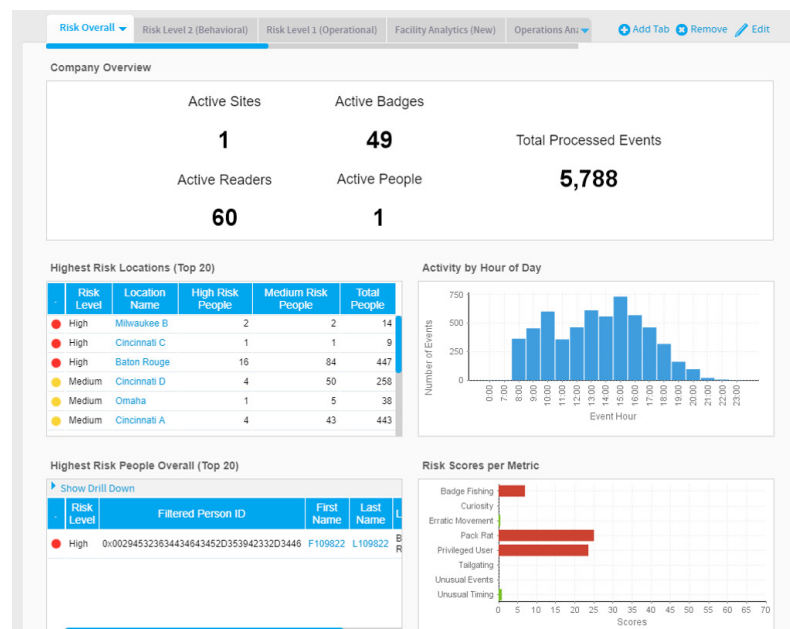 Risk Overall Risk Level 2 (Behavioral) Risk Level 1 (Operational) Facility Analytics (New) Operations Ana Add Tab Remove Edit
Company Overview
Active Sites Active Badges
1 49
Total Processed Events
5,788
Active Readers Active People
60 1
Highest Risk Locations (Top 20)
. Risk Level Location Name High Risk People Medium Risk People Total People
High Milwaukee B 2 2 14
High Cincinnati C 1 1 9
High Baton Rouge 16 84 447
Medium Cincinnati D 4 50 258
Medium Omaha 1 5 38
Medium Cincinnati A 4 43 443
Activity by Hour of Day
Number of Events
750
500
250
0
0:00 7:00 8:00 9:00 10:00 11:00 12:00 13:00 14:00 15:00 16:00 17:00 18:00 19:00 20:00 21:00 22:00 23:00
Event Hour
Highest Risk People Overall (Top 20)
Show Drill Down
. Risk Level Filtered Person ID First Name Last Name L
High 0x002945323634434643452D353942332D3446 F109822 L109822 B R
Risk Scores per Metric
Badge Fishing
Curiosity
Erratic Movement
Pack Rat
Privileged User
Tailgating
Unusual Events
Unusual Timing
0 5 10 15 20 25 30 35 40 45 50 55 60 65 70
Scores